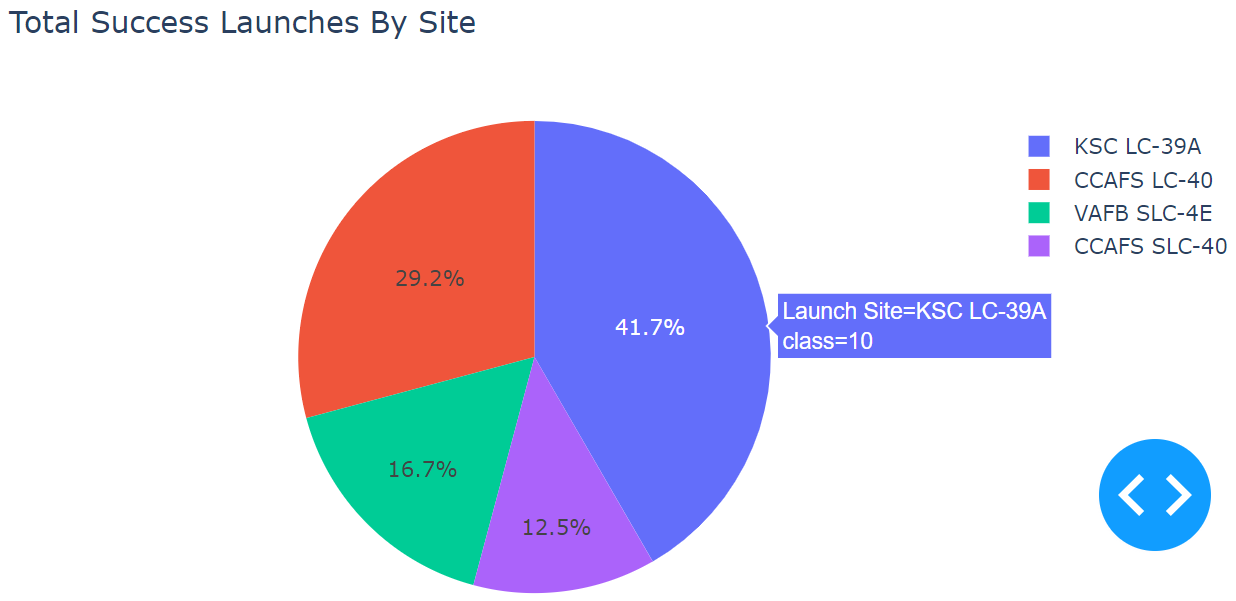 Total Success Launches By Site
KSC LC-39A
CCAFS LC-40
VAFB SLC-4E
CCAFS SLC-40
29.2%
41.7%
Launch Site=KSC LC-39A
class=10
16.7%
12.5%